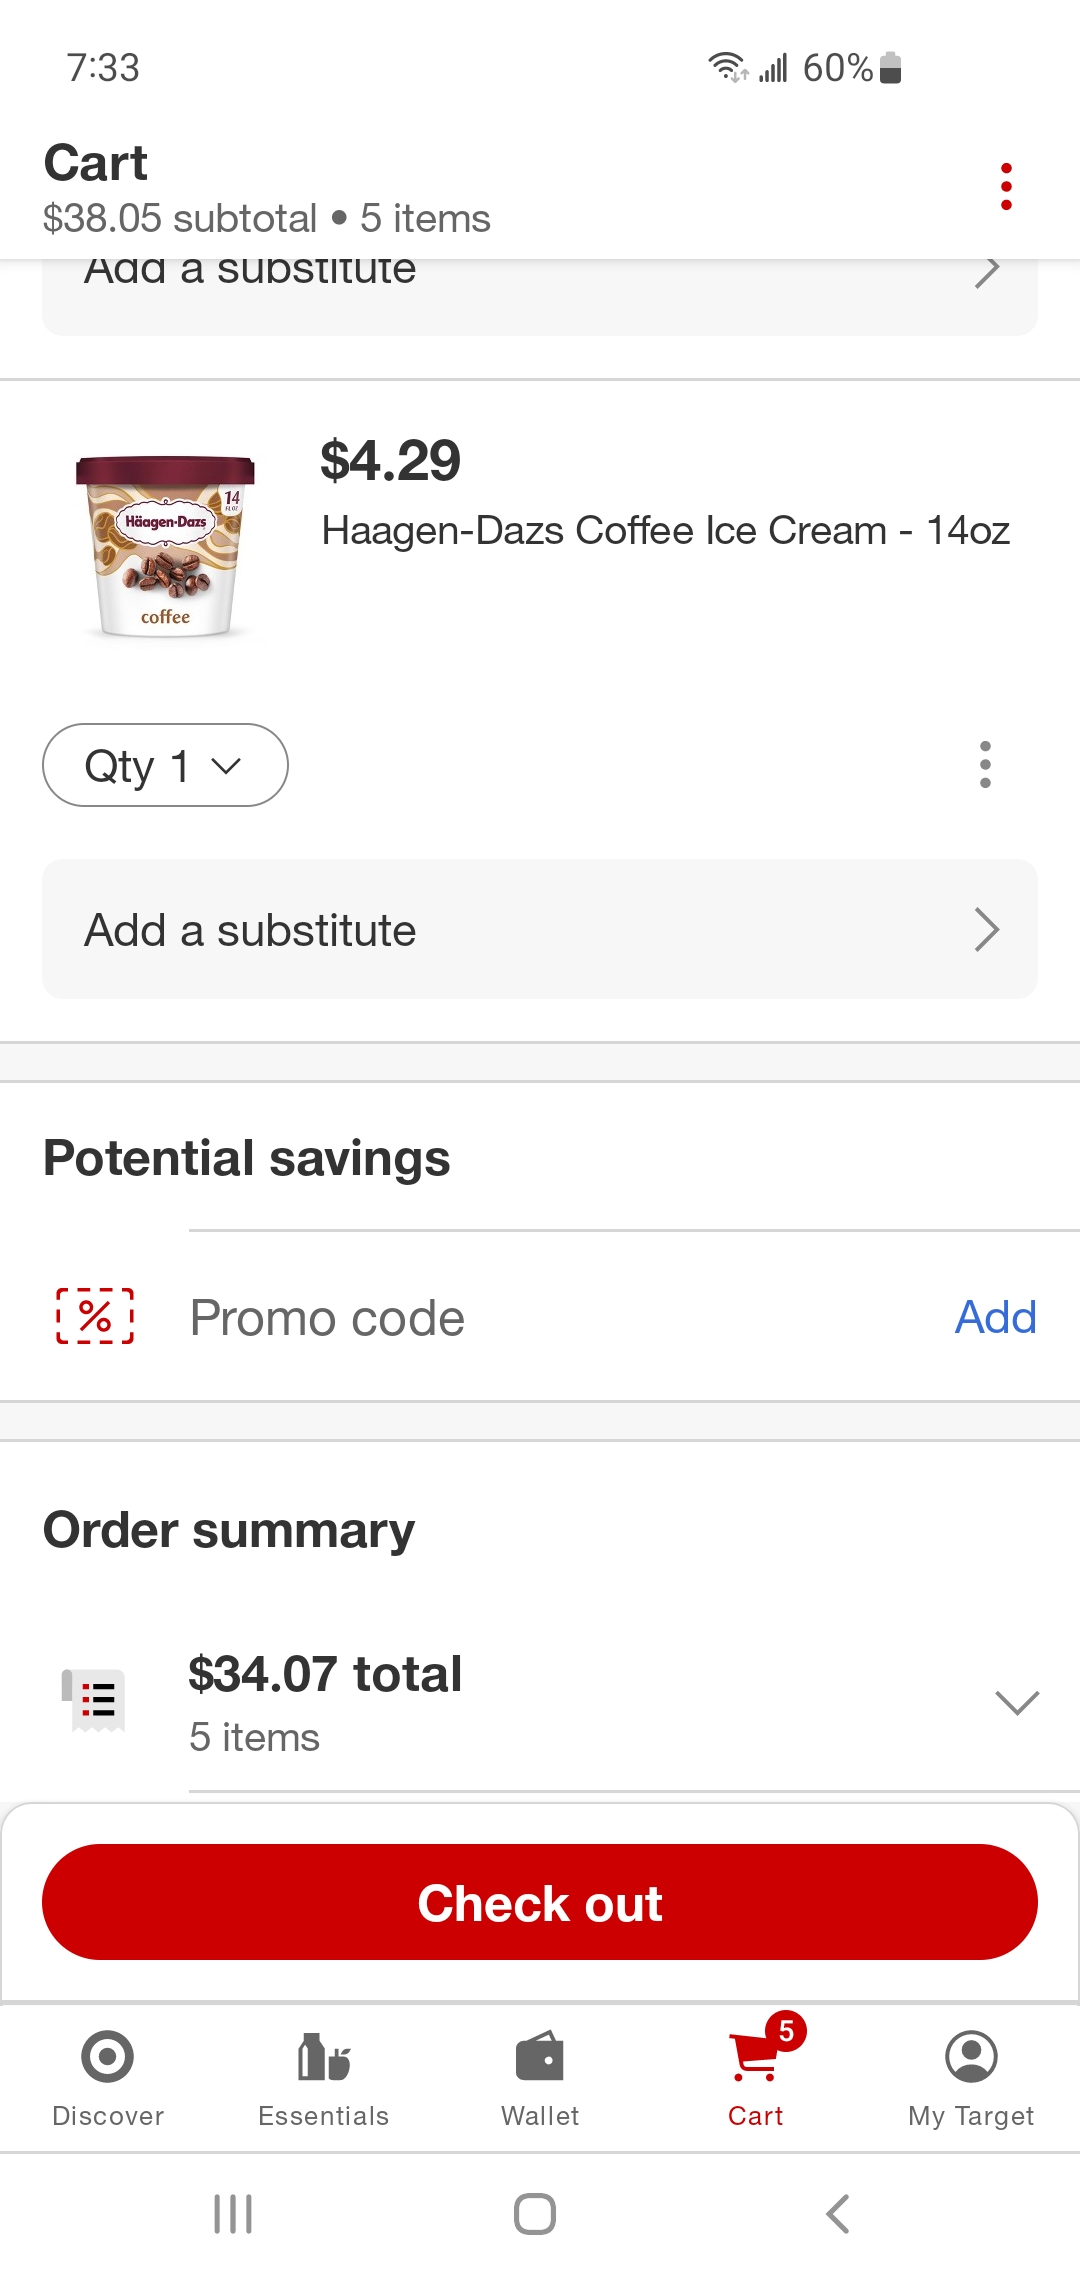 7:33
60%
Cart
$38.05 subtotal • 5 items
Add a substitute
$4.29
Haagen-Dazs Coffee Ice Cream - 14oz
14
FL OZ
Häagen-Dazs
coffee
Qty 1
Add a substitute
Potential savings
% Promo code Add
Order summary
$34.07 total
5 items
Check out
5
Discover Essentials Wallet Cart My Target